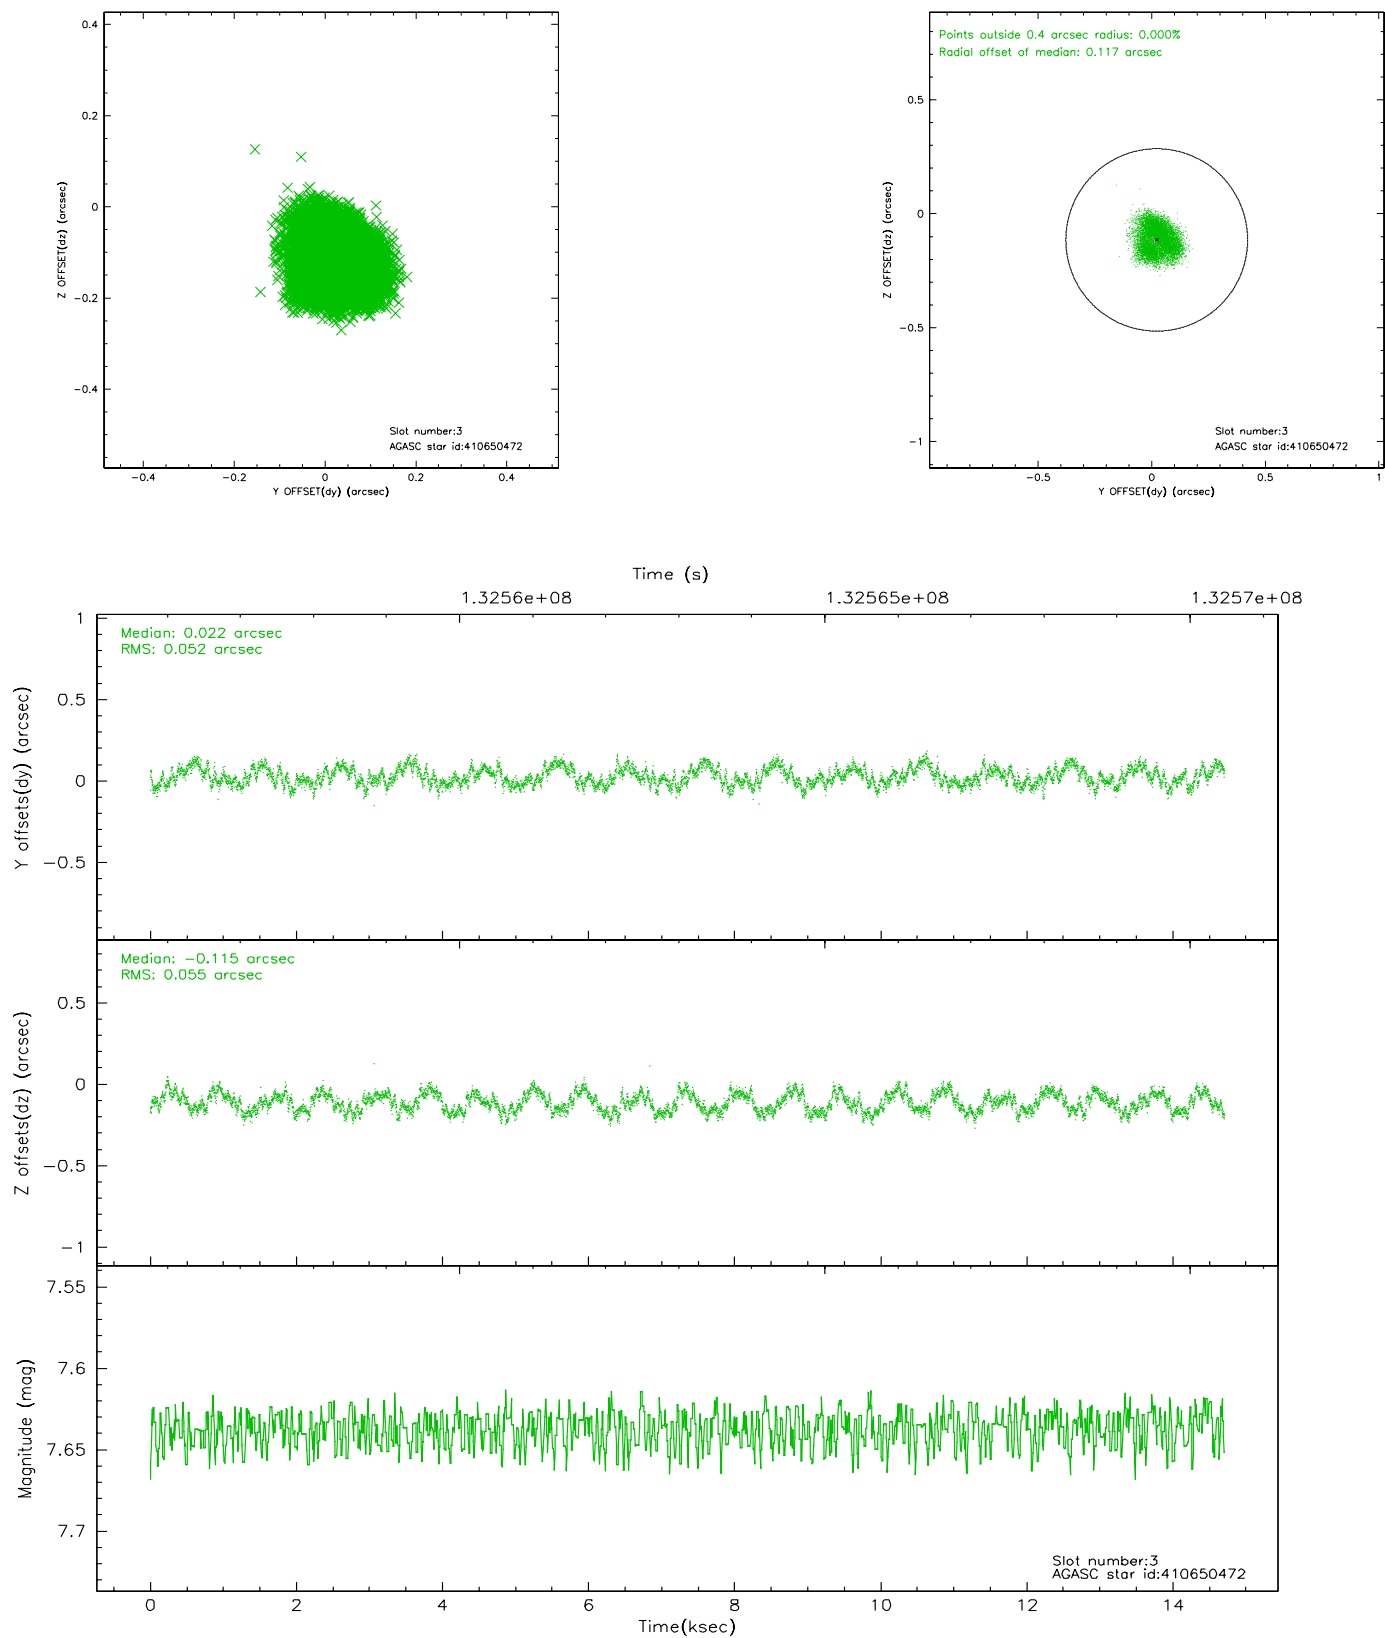 0.4
0.2
0
−0.2
−0.4
Z OFFSET(dz) (arcsec)
Slot number:3
AGASC star id:410650472
−0.4 −0.2 0 0.2 0.4
Y OFFSET(dy) (arcsec)
Points outside 0.4 arcsec radius: 0.000%
Radial offset of median: 0.117 arcsec
0.5
0
−0.5
−1
Z OFFSET(dz) (arcsec)
Slot number:3
AGASC star id:410650472
−0.5 0 0.5 1
Y OFFSET(dy) (arcsec)
Time (s)
1.3256e+08 1.32565e+08 1.3257e+08
Median: 0.022 arcsec
RMS: 0.052 arcsec
1
0.5
0
−0.5
Y offsets(dy) (arcsec)
Median: −0.115 arcsec
RMS: 0.055 arcsec
0.5
0
−0.5
−1
Z offsets(dz) (arcsec)
7.55
7.6
7.65
7.7
Magnitude (mag)
Slot number:3
AGASC star id:410650472
0 2 4 6 8 10 12 14
Time(ksec)